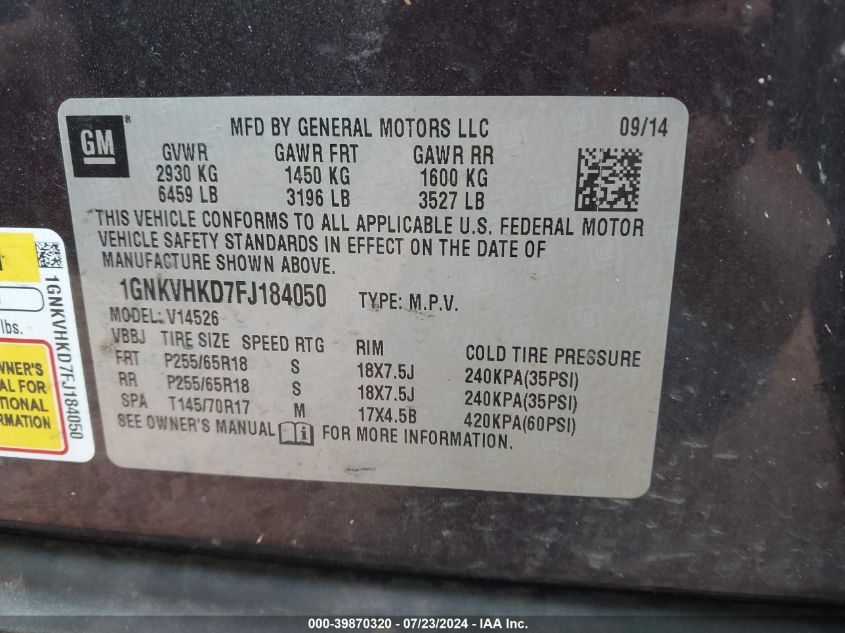 GM
®
MFD BY GENERAL MOTORS LLC 09/14
GVWR GAWR FRT GAWR RR
2930 KG 1450 KG 1600 KG
6459 LB 3196 LB 3527 LB
THIS VEHICLE CONFORMS TO ALL APPLICABLE U.S. FEDERAL MOTOR
VEHICLE SAFETY STANDARDS IN EFFECT ON THE DATE OF
MANUFACTURE SHOWN ABOVE.
1GNKVHKD7FJ184050 TYPE: M.P.V.
MODEL: V14526
VBBJ TIRE SIZE SPEED RTG RIM COLD TIRE PRESSURE
FRT P255/65R18 S 18X7.5J 240KPA(35PSI)
RR P255/65R18 S 18X7.5J 240KPA(35PSI)
SPA T145/70R17 M 17X4.5B 420KPA(60PSI)
SEE OWNER'S MANUAL i FOR MORE INFORMATION.
1GNKVHKD7FJ184050
lbs.
WNER'S
AL FOR
TIONAL
RMATION
000-39870320 / 07/23/2024 - IAA Inc.